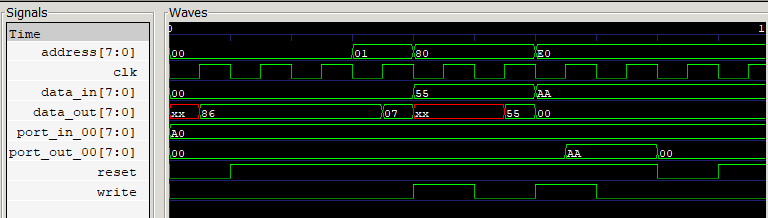 Signals
Waves
Time
0
1
address[7:0]
00 01 80 E0
clk
data_in[7:0]
00 55 AA
data_out[7:0]
xx 86 07 xx 55 00
port_in_00[7:0]
A0
port_out_00[7:0]
00 AA 00
reset
write